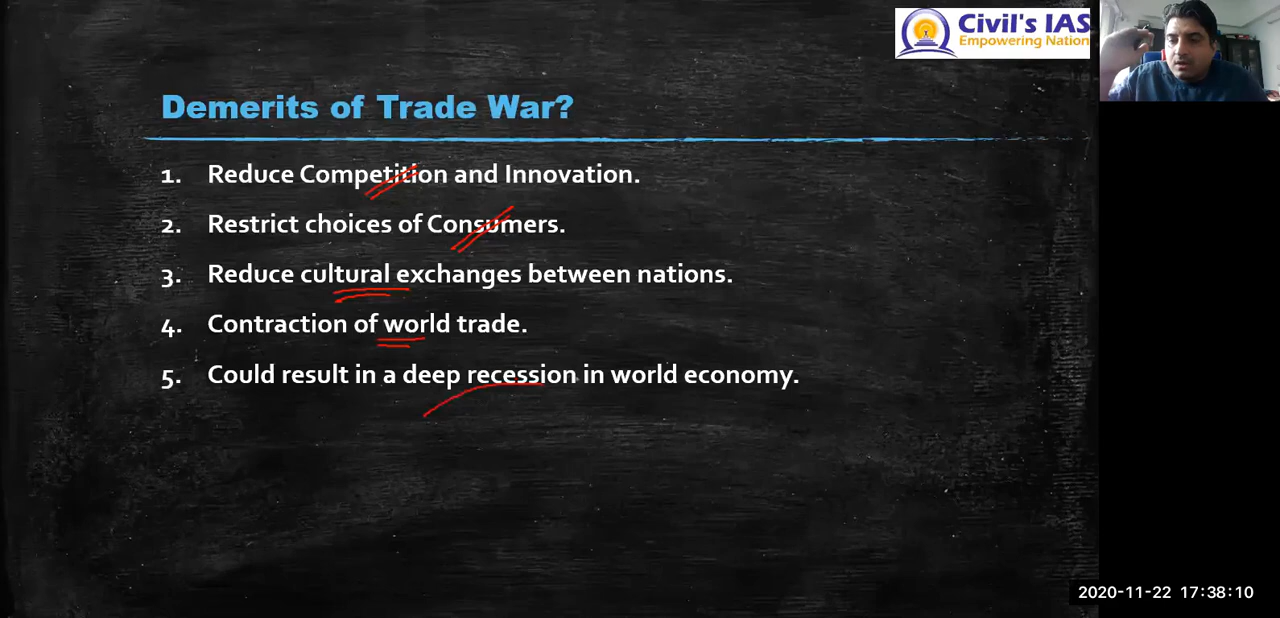 Civil's IAS
Empowering Nation
Demerits of Trade War?
1. Reduce Competition and Innovation.
2. Restrict choices of Consumers.
3. Reduce cultural exchanges between nations.
4. Contraction of world trade.
5. Could result in a deep recession in world economy.
2020-11-22 17:38:10